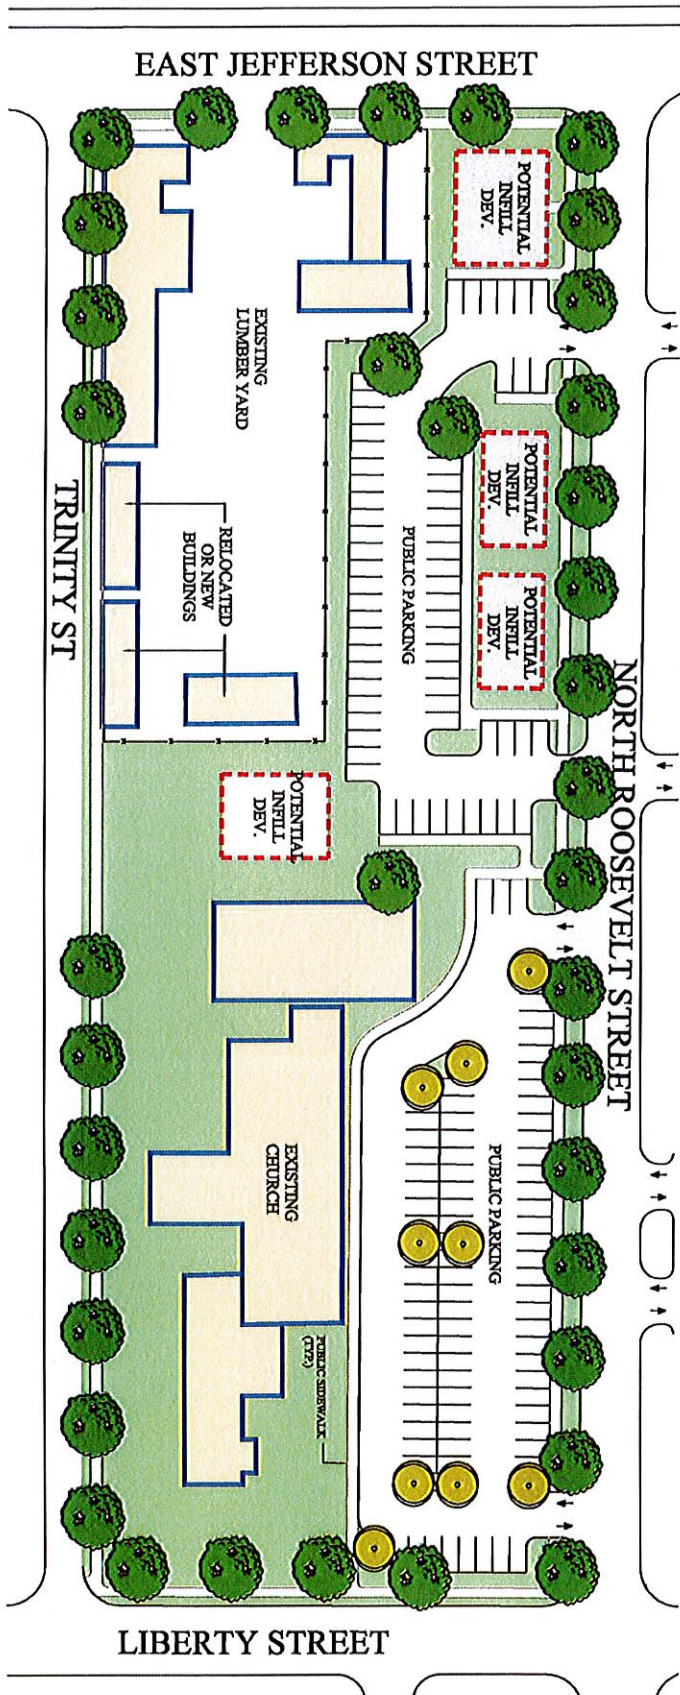 EAST JEFFERSON STREET
POTENTIAL
INFILL
DEV.
EXISTING
LUMBER YARD
POTENTIAL
INFILL
DEV.
TRINITY ST
RELOCATED
OR NEW
BUILDINGS
PUBLIC PARKING
POTENTIAL
INFILL
DEV.
NORTH ROOSEVELT STREET
POTENTIAL
INFILL
DEV.
EXISTING
CHURCH
PUBLIC PARKING
PUBLIC SIDEWALK
(TYP.)
LIBERTY STREET